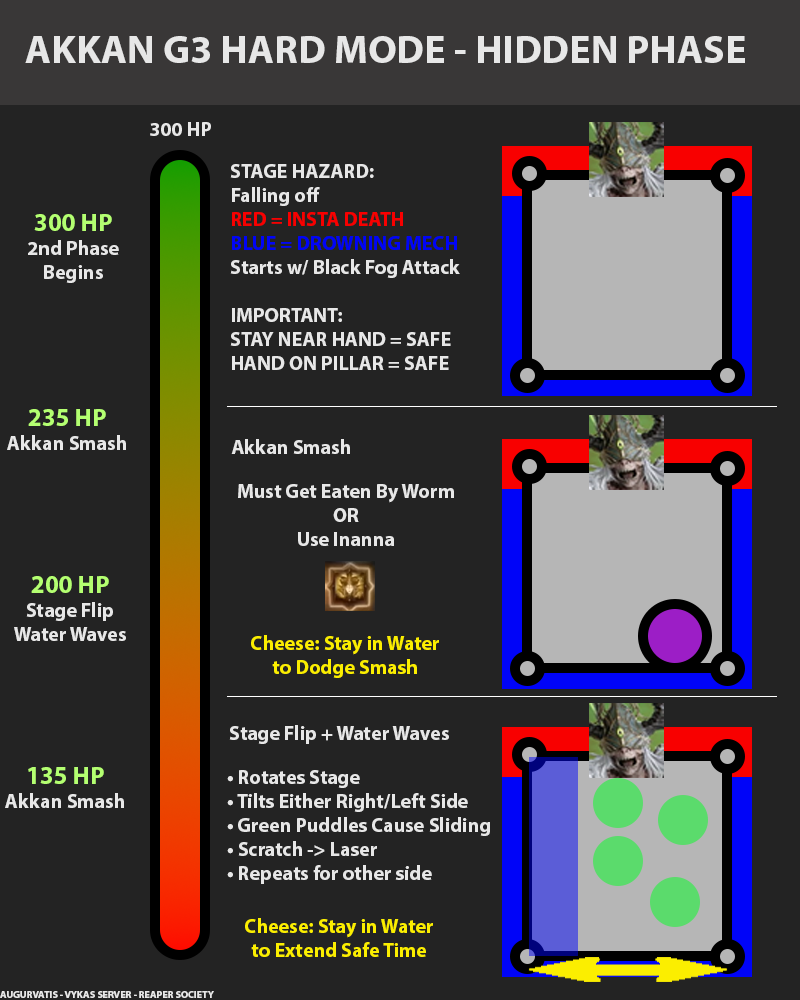 AKKAN G3 HARD MODE - HIDDEN PHASE
300 HP
300 HP
2nd Phase
Begins
235 HP
Akkan Smash
200 HP
Stage Flip
Water Waves
135 HP
Akkan Smash
STAGE HAZARD:
Falling off
RED = INSTA DEATH
BLUE = DROWNING MECH
Starts w/ Black Fog Attack
IMPORTANT:
STAY NEAR HAND = SAFE
HAND ON PILLAR = SAFE
Akkan Smash
Must Get Eaten By Worm
OR
Use Inanna
Cheese: Stay in Water
to Dodge Smash
Stage Flip + Water Waves
• Rotates Stage
• Tilts Either Right/Left Side
• Green Puddles Cause Sliding
• Scratch -> Laser
• Repeats for other side
Cheese: Stay in Water
to Extend Safe Time
AUGURVATIS - VYKAS SERVER - REAPER SOCIETY